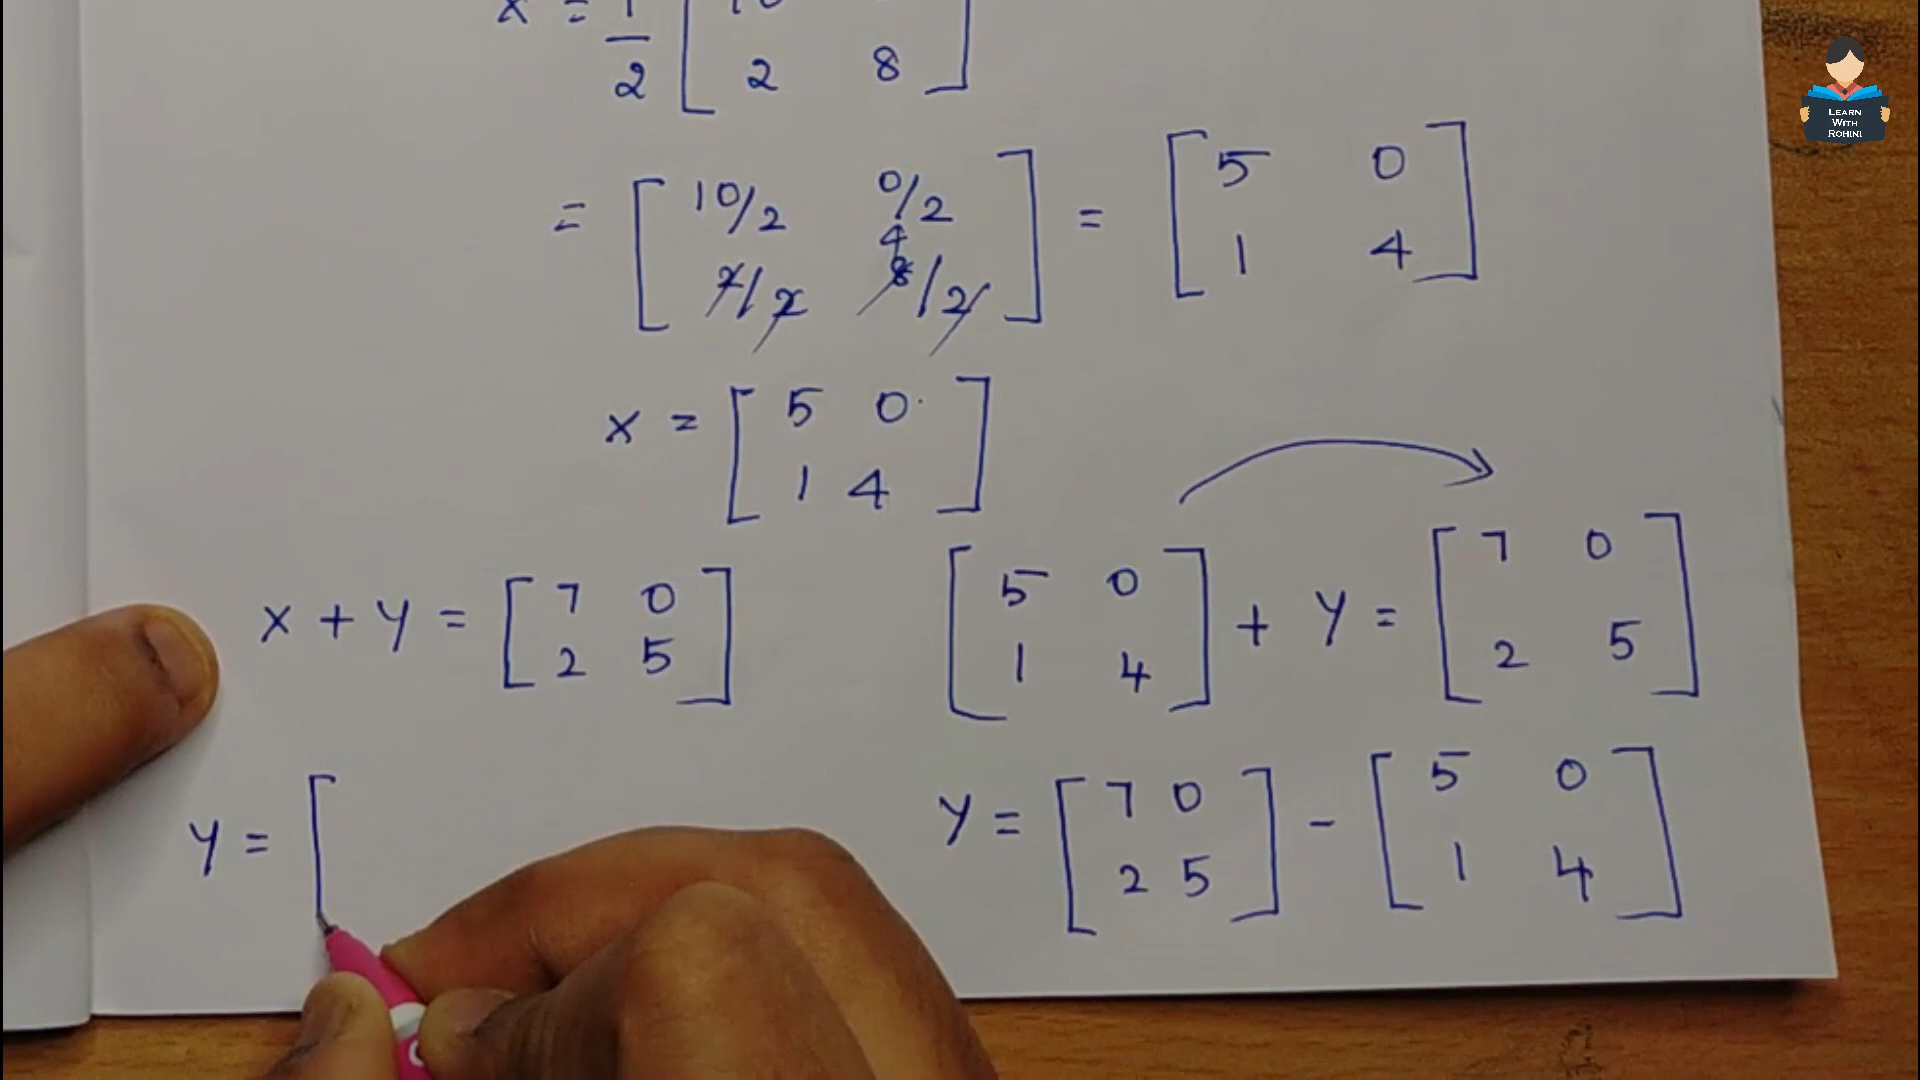 x = 1/2 [ 10
2 8 ]
= [ 10/2 0/2 ] = [ 5 0 ]
4
[ 2/2 8/2 ] [ 1 4 ]
x = [ 5 0
1 4 ]
x + y = [ 7 0
2 5 ]
[ 5 0
1 4 ] + y = [ 7 0
2 5 ]
y = [
y = [ 7 0
2 5 ] - [ 5 0
1 4 ]
LEARN
WITH
ROHINI